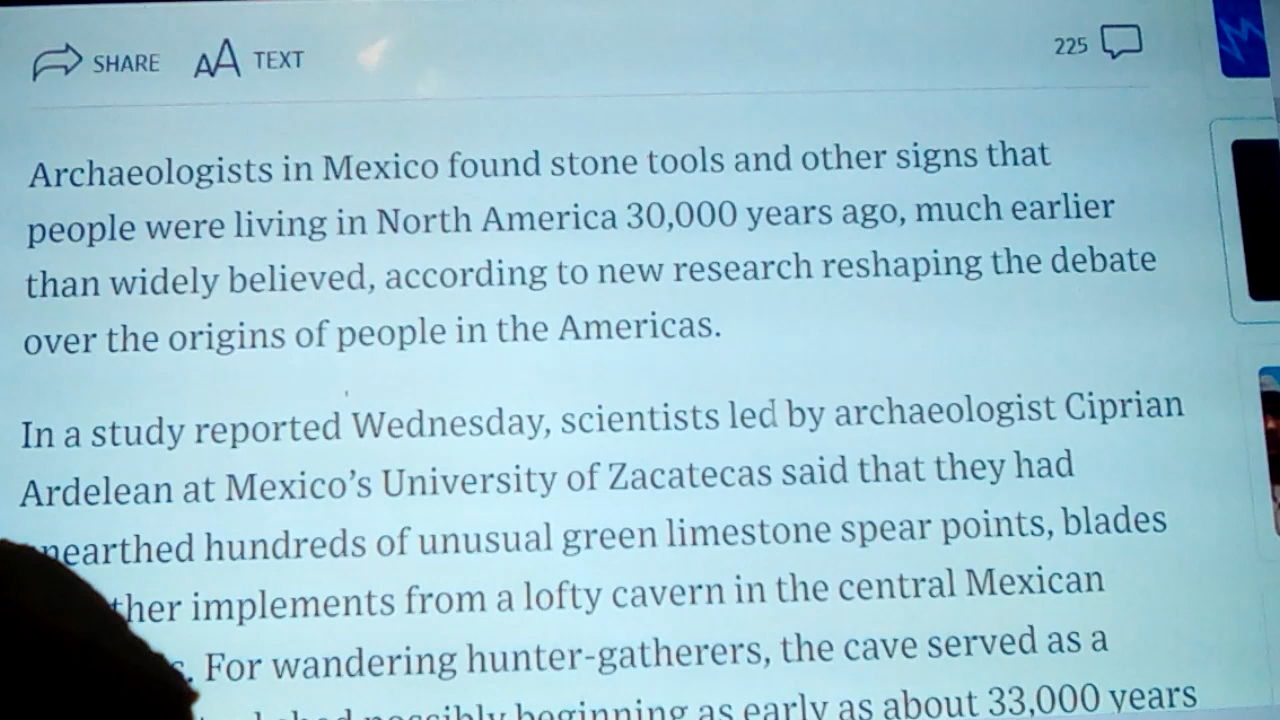 SHARE AA TEXT 225
Archaeologists in Mexico found stone tools and other signs that
people were living in North America 30,000 years ago, much earlier
than widely believed, according to new research reshaping the debate
over the origins of people in the Americas.
In a study reported Wednesday, scientists led by archaeologist Ciprian
Ardelean at Mexico’s University of Zacatecas said that they had
hundreds of unusual green limestone spear points, blades
implements from a lofty cavern in the central Mexican
For wandering hunter-gatherers, the cave served as a
possibly beginning as early as about 33,000 years